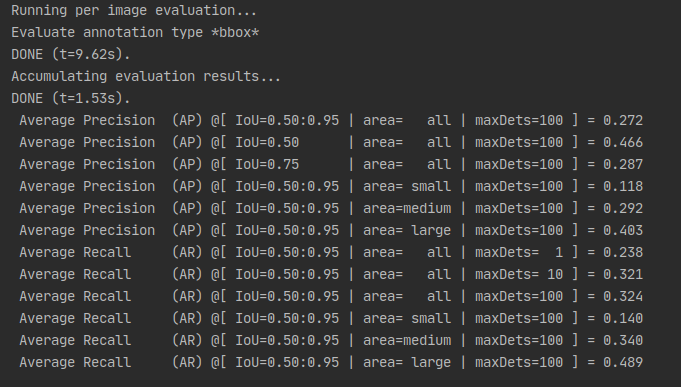 Running per image evaluation...
Evaluate annotation type *bbox*
DONE (t=9.62s).
Accumulating evaluation results...
DONE (t=1.53s).
 Average Precision  (AP) @[ IoU=0.50:0.95 | area=   all | maxDets=100 ] = 0.272
 Average Precision  (AP) @[ IoU=0.50      | area=   all | maxDets=100 ] = 0.466
 Average Precision  (AP) @[ IoU=0.75      | area=   all | maxDets=100 ] = 0.287
 Average Precision  (AP) @[ IoU=0.50:0.95 | area= small | maxDets=100 ] = 0.118
 Average Precision  (AP) @[ IoU=0.50:0.95 | area=medium | maxDets=100 ] = 0.292
 Average Precision  (AP) @[ IoU=0.50:0.95 | area= large | maxDets=100 ] = 0.403
 Average Recall     (AR) @[ IoU=0.50:0.95 | area=   all | maxDets=  1 ] = 0.238
 Average Recall     (AR) @[ IoU=0.50:0.95 | area=   all | maxDets= 10 ] = 0.321
 Average Recall     (AR) @[ IoU=0.50:0.95 | area=   all | maxDets=100 ] = 0.324
 Average Recall     (AR) @[ IoU=0.50:0.95 | area= small | maxDets=100 ] = 0.140
 Average Recall     (AR) @[ IoU=0.50:0.95 | area=medium | maxDets=100 ] = 0.340
 Average Recall     (AR) @[ IoU=0.50:0.95 | area= large | maxDets=100 ] = 0.489